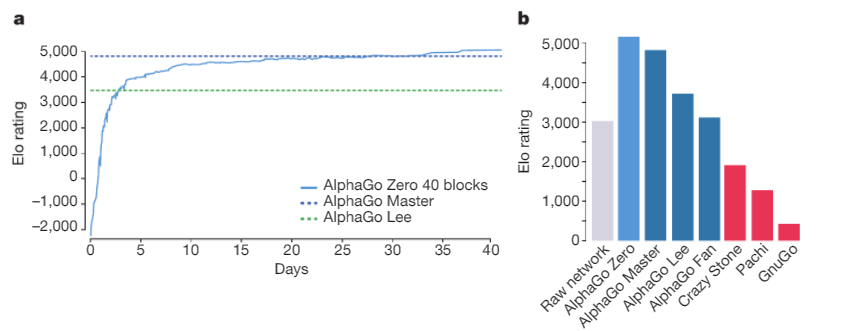 a
Elo rating
5,000
4,000
3,000
2,000
1,000
0
–1,000
–2,000
AlphaGo Zero 40 blocks
AlphaGo Master
AlphaGo Lee
0 5 10 15 20 25 30 35 40
Days
b
Elo rating
5,000
4,000
3,000
2,000
1,000
0
Raw network
AlphaGo Zero
AlphaGo Master
AlphaGo Lee
AlphaGo Fan
Crazy Stone
Pachi
GnuGo